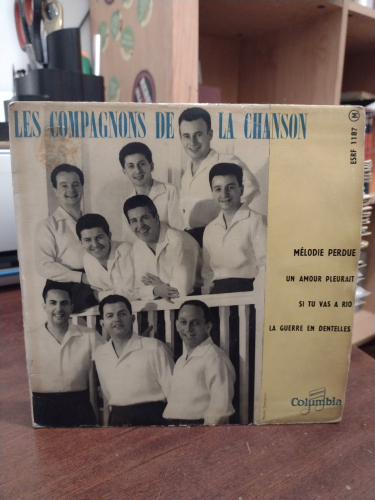 LES COMPAGNONS DE LA CHANSON
ESRF 1187 M
MÉLODIE PERDUE
UN AMOUR PLEURAIT
SI TU VAS A RIO
LA GUERRE EN DENTELLES
Columbia